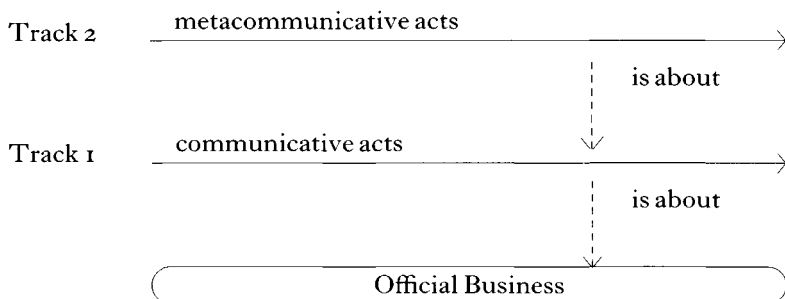 Track 2 metacommunicative acts
is about
Track 1 communicative acts
is about
Official Business